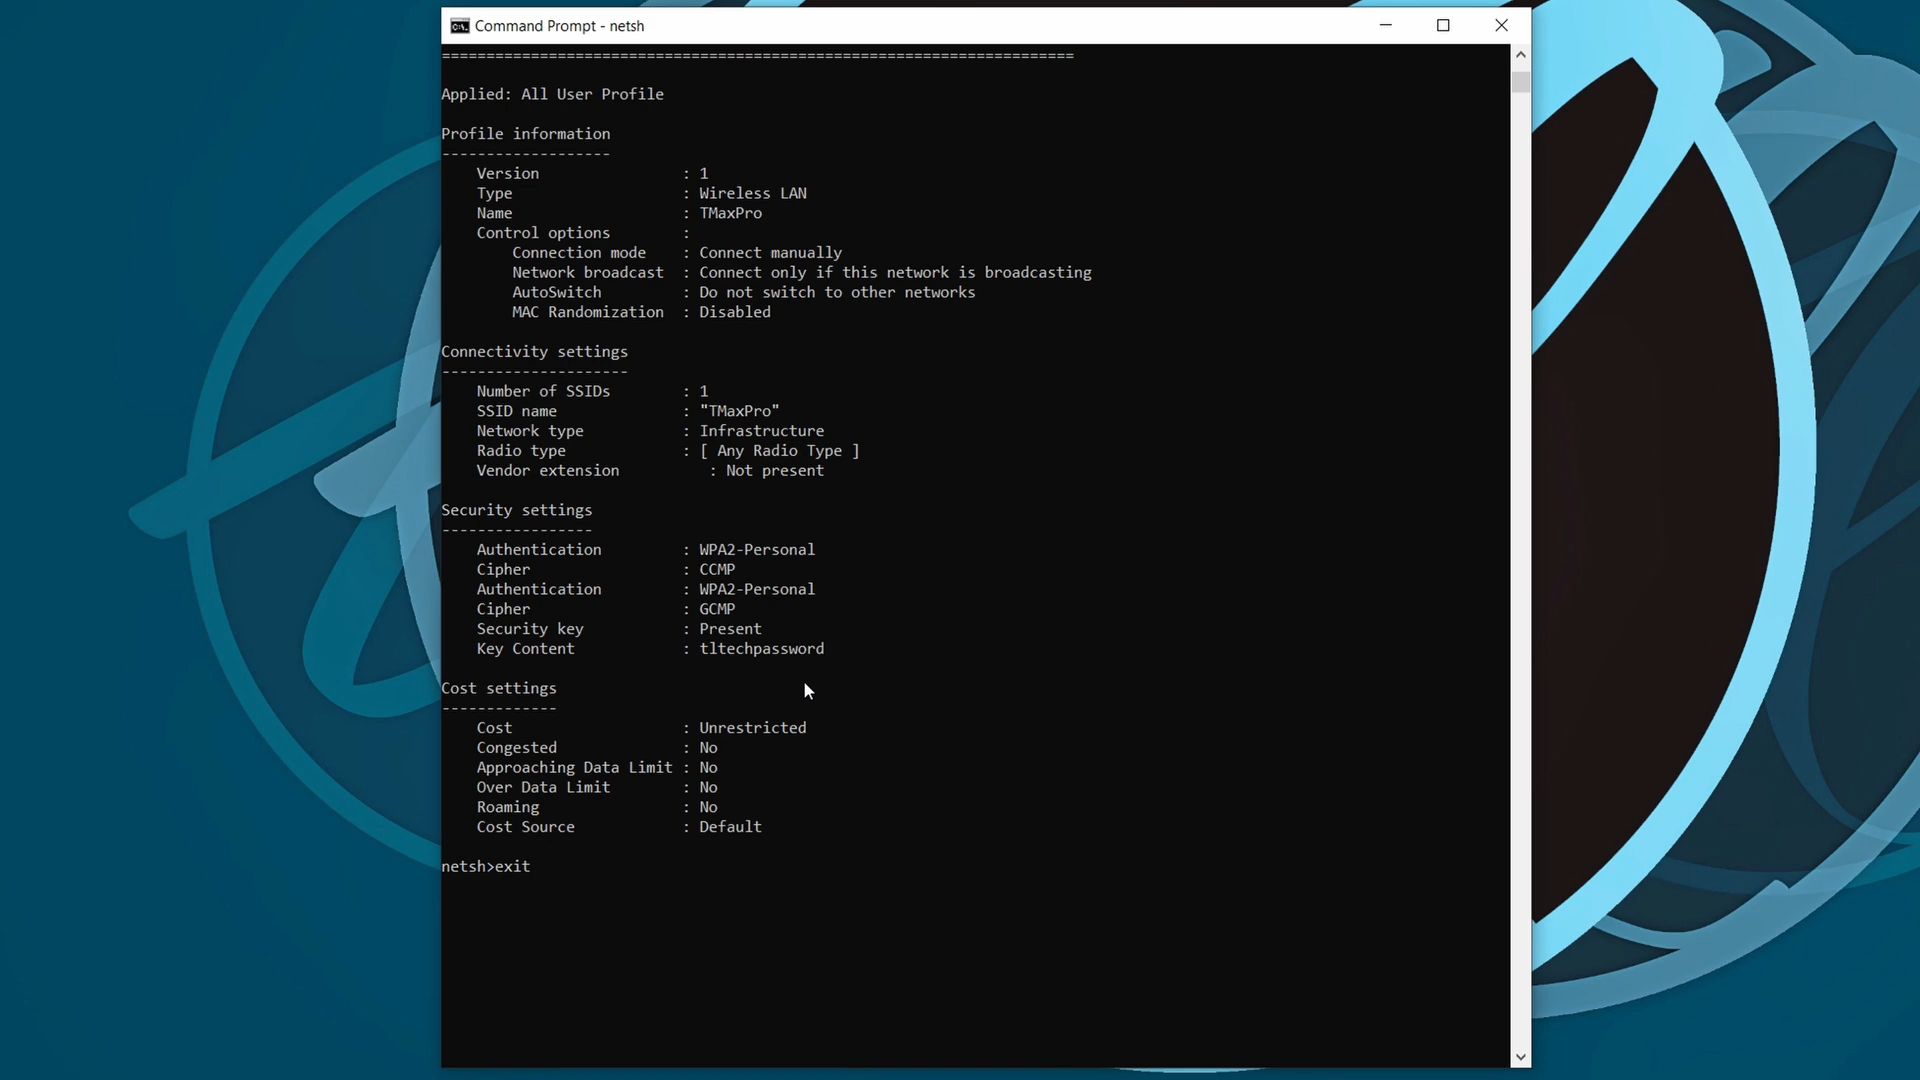 Command Prompt - netsh
=======================================================================
Applied: All User Profile
Profile information
-------------------
Version : 1
Type : Wireless LAN
Name : TMaxPro
Control options :
Connection mode : Connect manually
Network broadcast : Connect only if this network is broadcasting
AutoSwitch : Do not switch to other networks
MAC Randomization : Disabled
Connectivity settings
---------------------
Number of SSIDs : 1
SSID name : "TMaxPro"
Network type : Infrastructure
Radio type : [ Any Radio Type ]
Vendor extension : Not present
Security settings
-----------------
Authentication : WPA2-Personal
Cipher : CCMP
Authentication : WPA2-Personal
Cipher : GCMP
Security key : Present
Key Content : tltechpassword
Cost settings
-------------
Cost : Unrestricted
Congested : No
Approaching Data Limit : No
Over Data Limit : No
Roaming : No
Cost Source : Default
netsh>exit